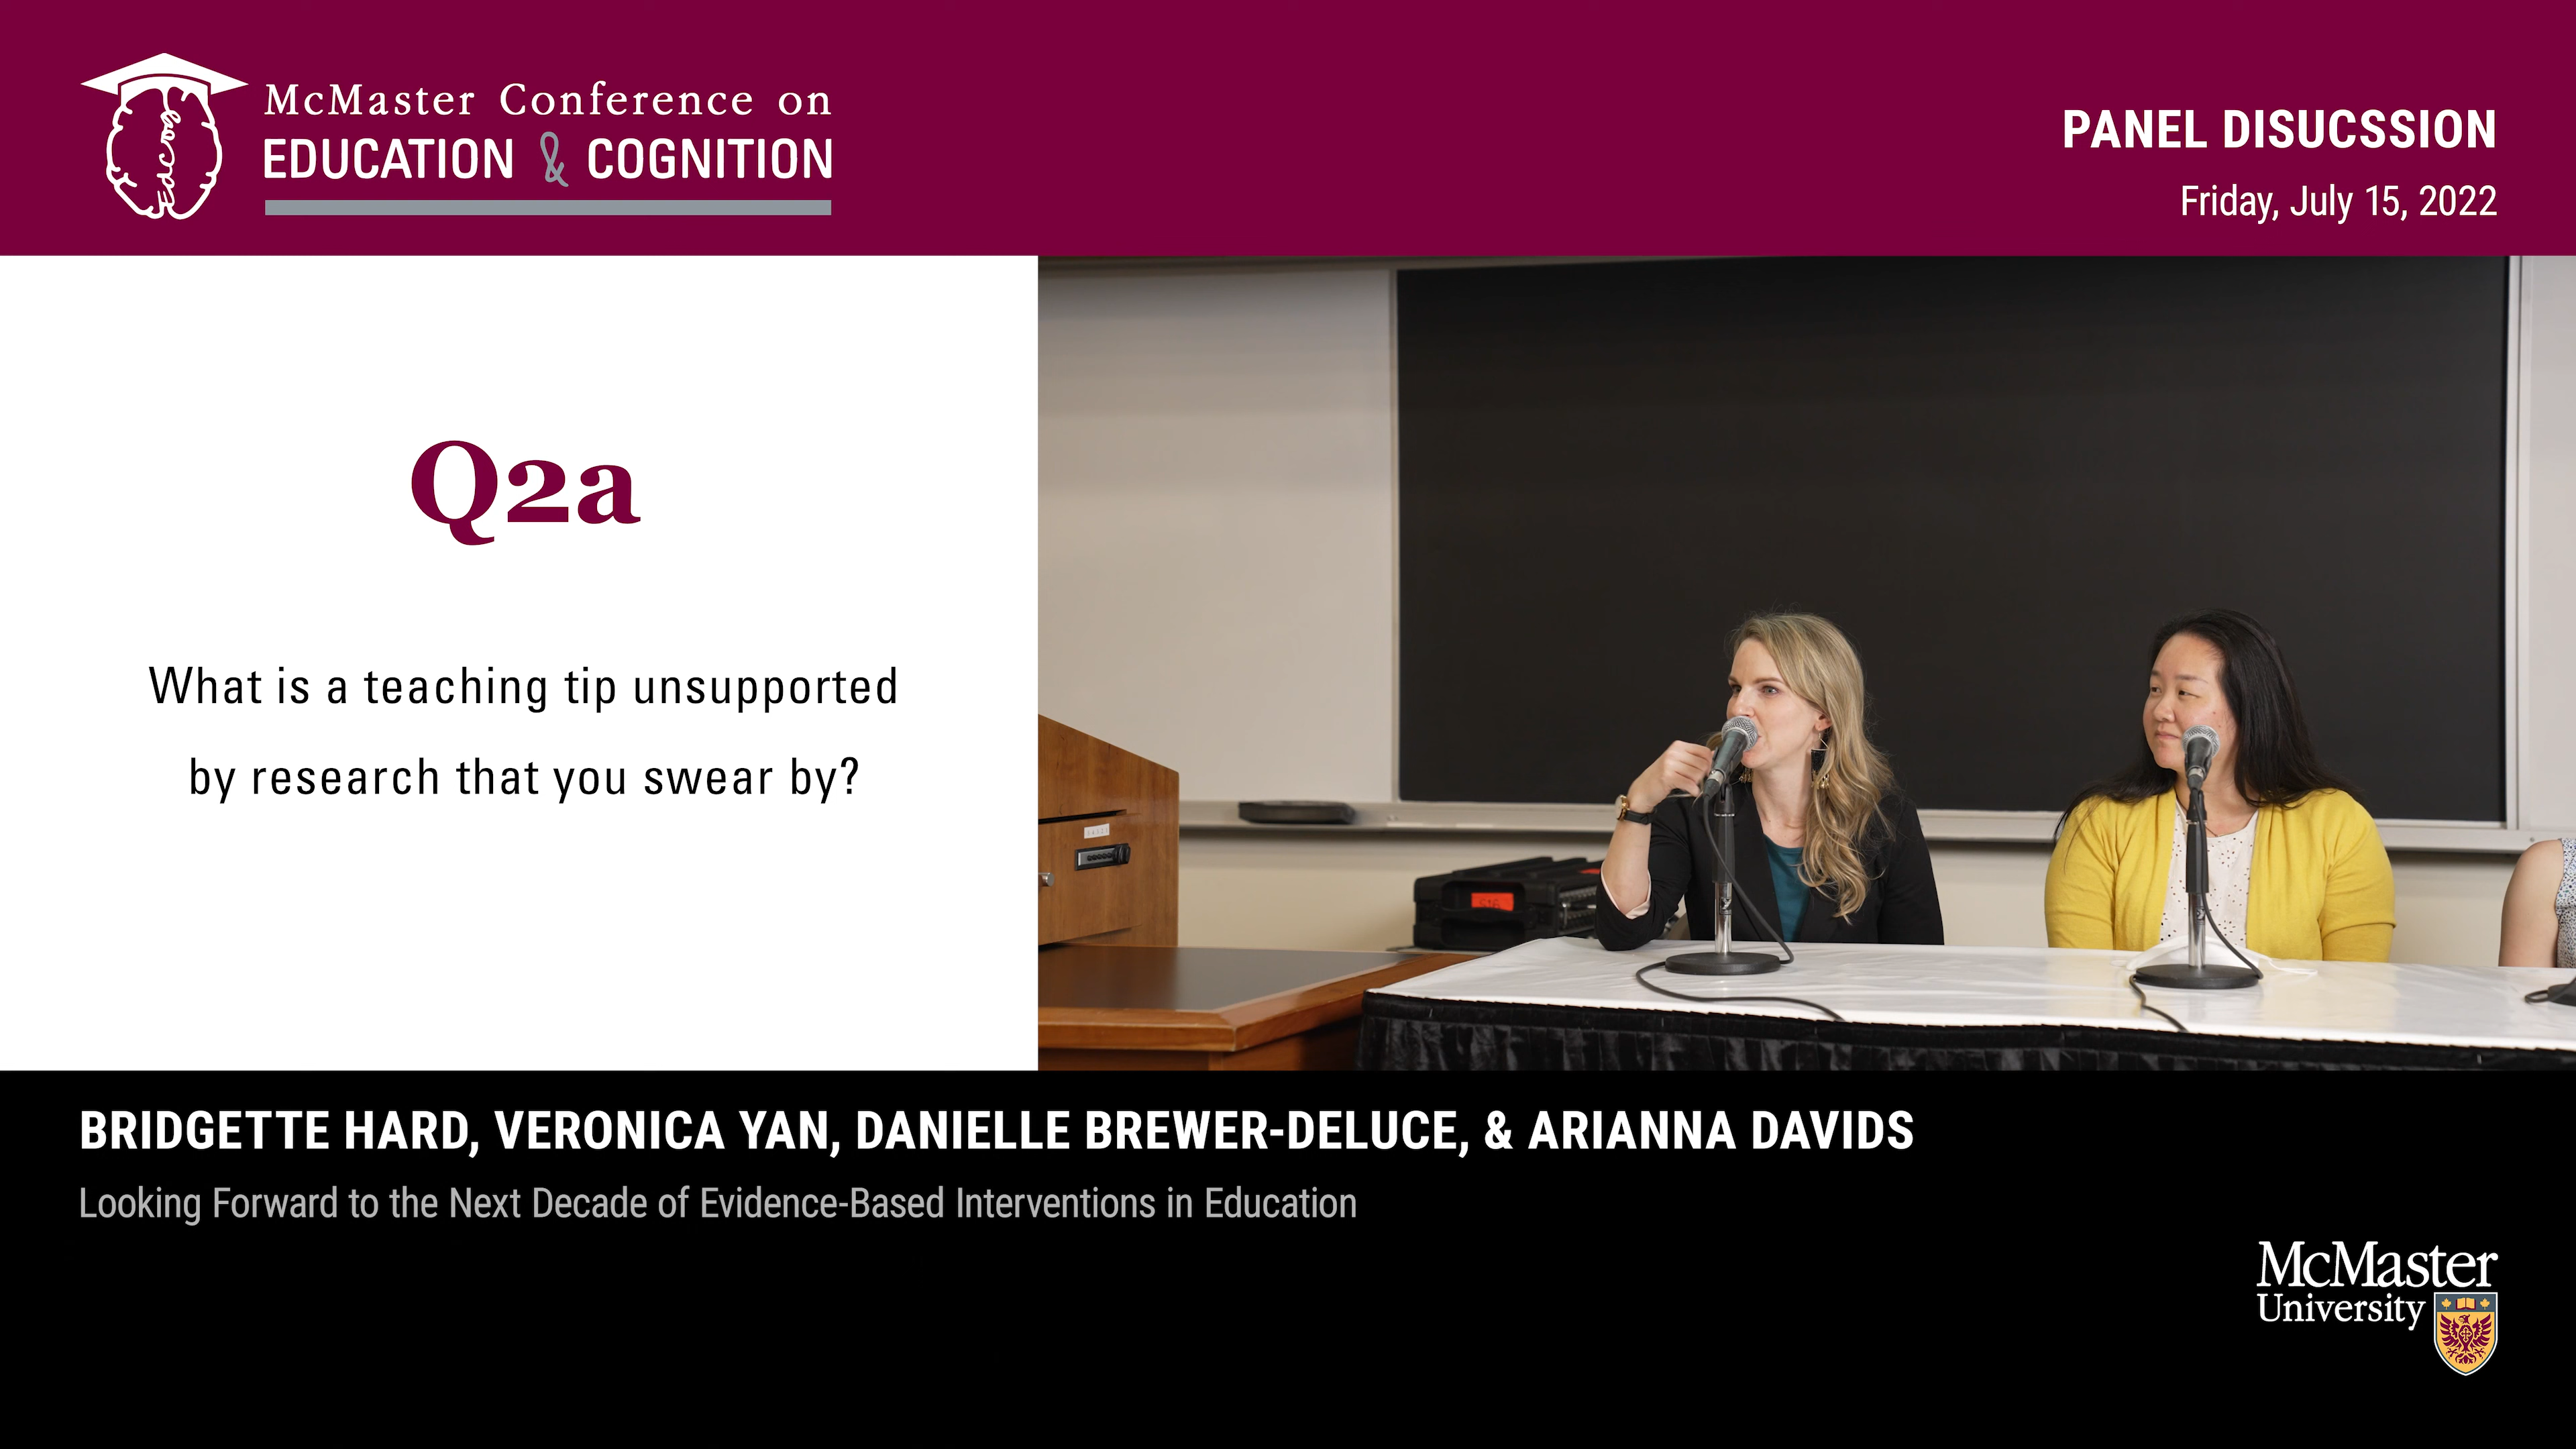 McMaster Conference on
EDUCATION & COGNITION
EdCog
PANEL DISUCSSION
Friday, July 15, 2022
Q2a
What is a teaching tip unsupported
by research that you swear by?
BRIDGETTE HARD, VERONICA YAN, DANIELLE BREWER-DELUCE, & ARIANNA DAVIDS
Looking Forward to the Next Decade of Evidence-Based Interventions in Education
McMaster
University